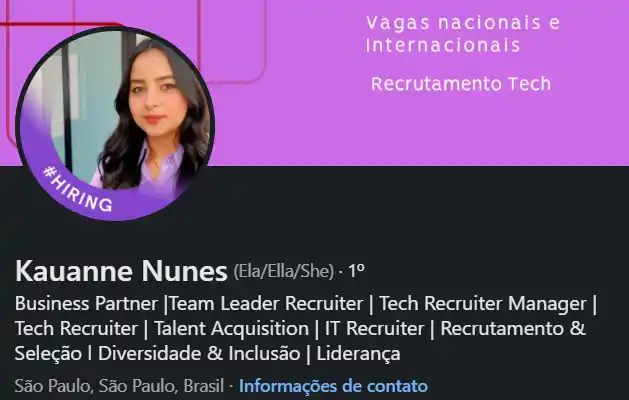 Vagas nacionais e
Internacionais
Recrutamento Tech
#HIRING
Kauanne Nunes (Ela/Ella/She) · 1º
Business Partner |Team Leader Recruiter | Tech Recruiter Manager |
Tech Recruiter | Talent Acquisition | IT Recruiter | Recrutamento &
Seleção l Diversidade & Inclusão | Liderança
São Paulo, São Paulo, Brasil · Informações de contato